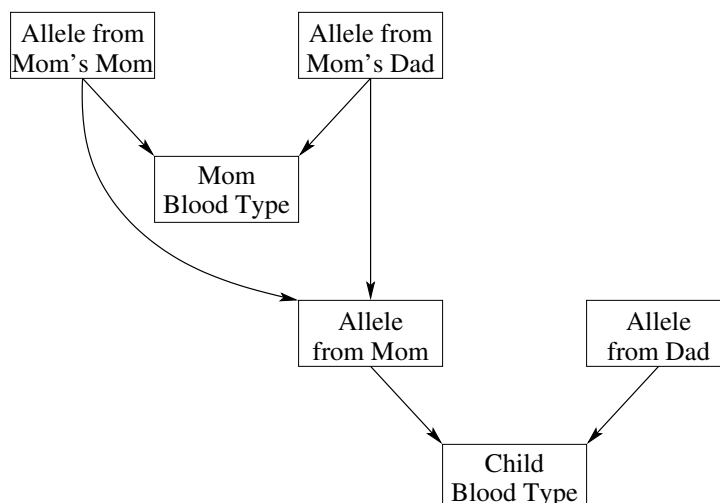 Allele from
Mom's Mom
Allele from
Mom's Dad
Mom
Blood Type
Allele
from Mom
Allele
from Dad
Child
Blood Type